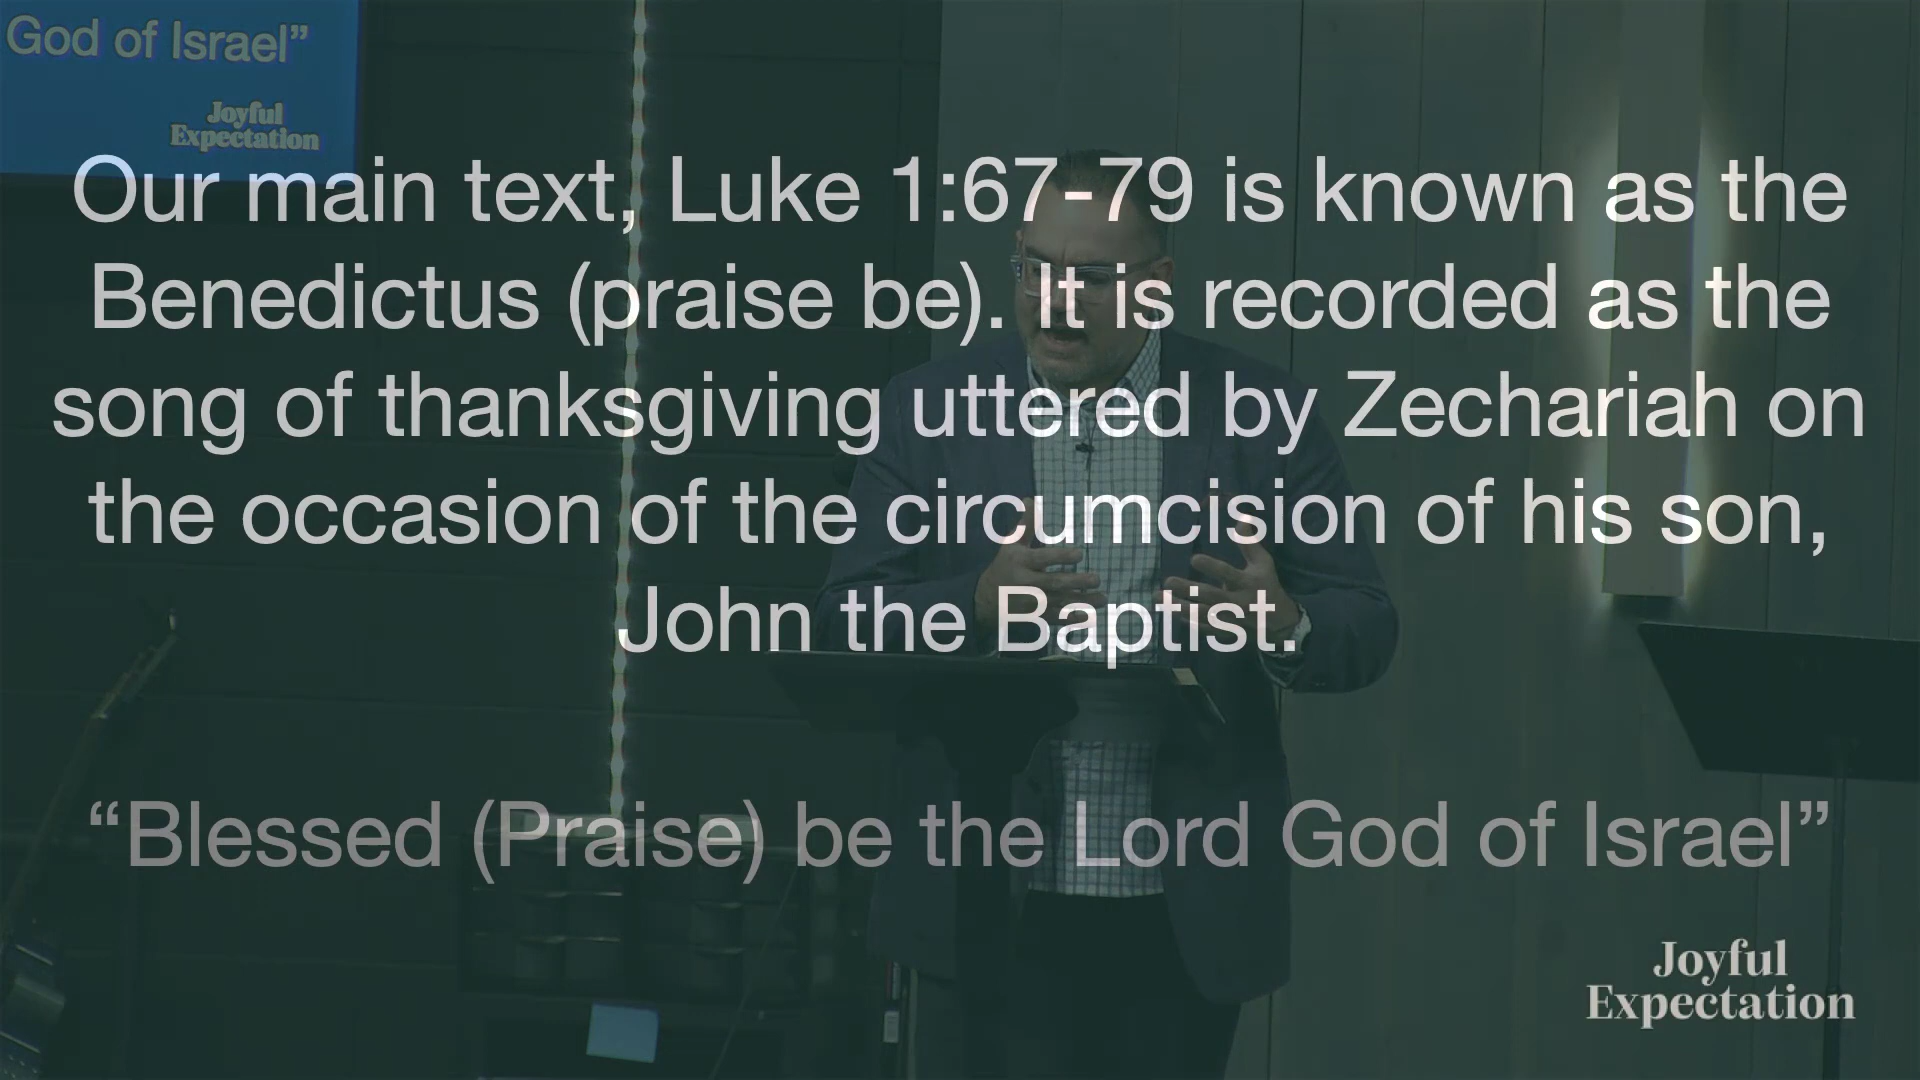 God of Israel”
Joyful
Expectation
Our main text, Luke 1:67-79 is known as the
Benedictus (praise be). It is recorded as the
song of thanksgiving uttered by Zechariah on
the occasion of the circumcision of his son,
John the Baptist.
“Blessed (Praise) be the Lord God of Israel”
Joyful
Expectation